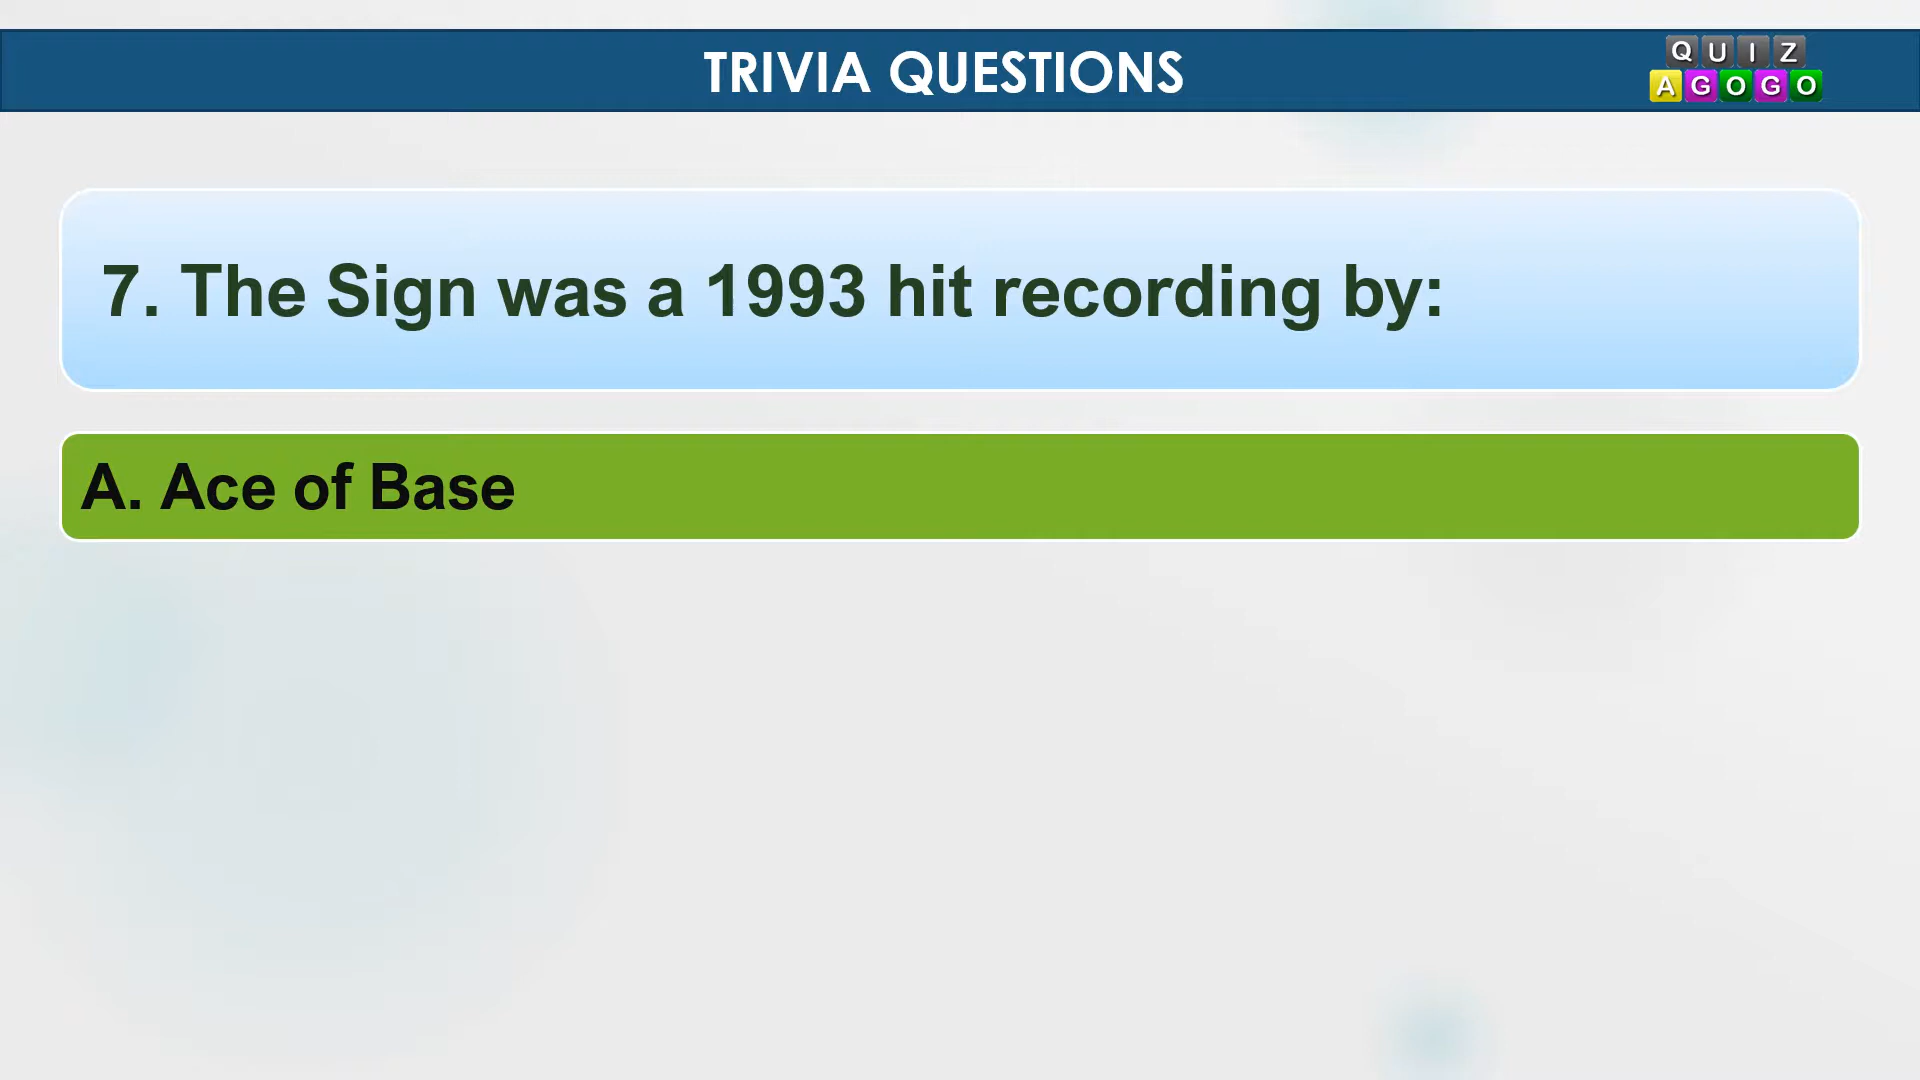 TRIVIA QUESTIONS
QUIZ
AGOGO
7. The Sign was a 1993 hit recording by:
A. Ace of Base